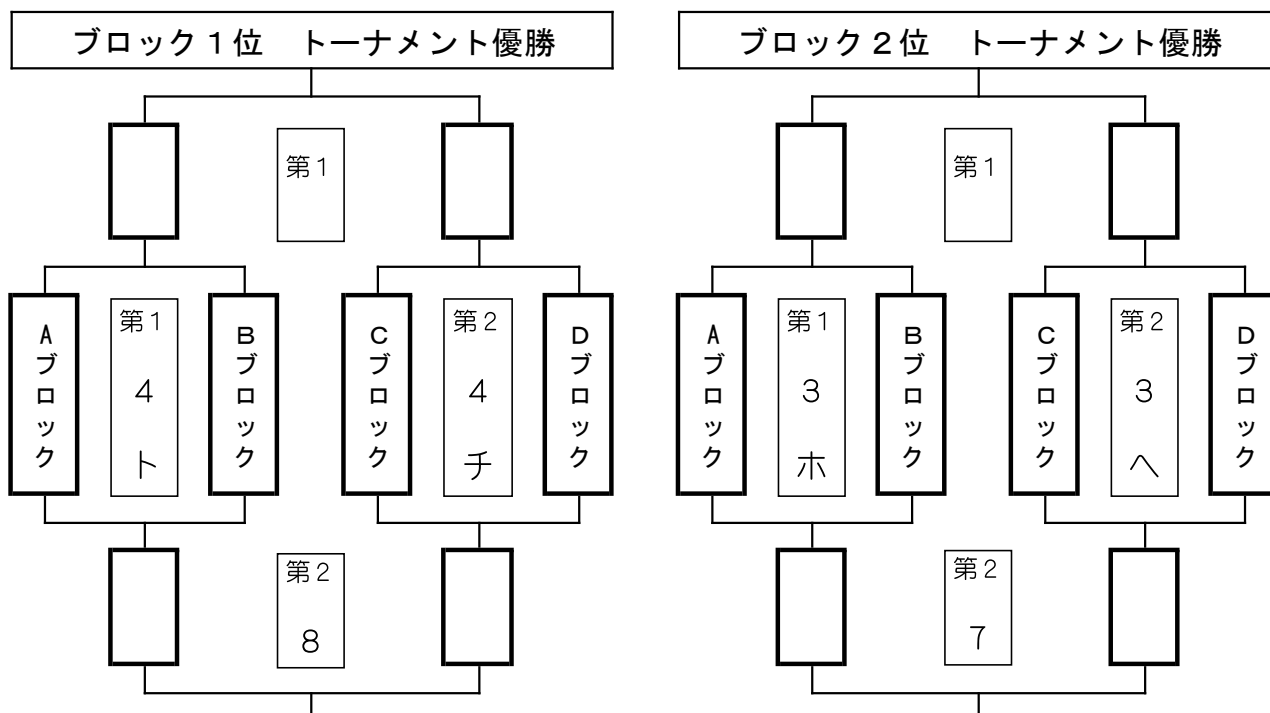 ブロック１位　トーナメント優勝
ブロック２位　トーナメント優勝
第１
第１
Aブロック
第１
４
ト
Bブロック
Cブロック
第２
４
チ
Dブロック
Aブロック
第１
３
ホ
Bブロック
Cブロック
第２
３
ヘ
Dブロック
第２
８
第２
７